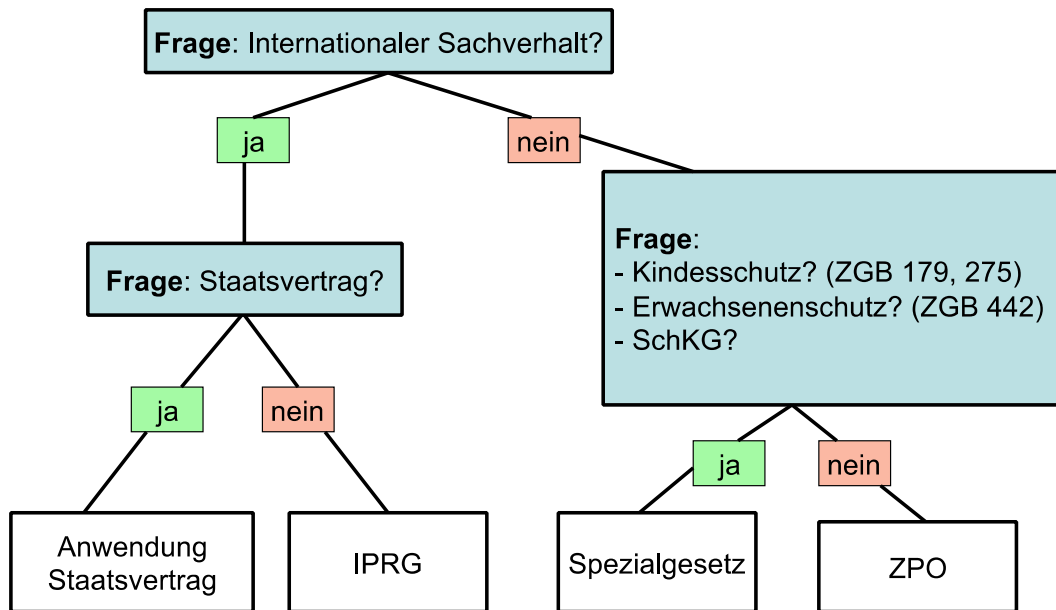 Frage: Internationaler Sachverhalt?
ja
nein
Frage: Staatsvertrag?
Frage:
- Kindesschutz? (ZGB 179, 275)
- Erwachsenenschutz? (ZGB 442)
- SchKG?
ja
nein
ja
nein
Anwendung
Staatsvertrag
IPRG
Spezialgesetz
ZPO